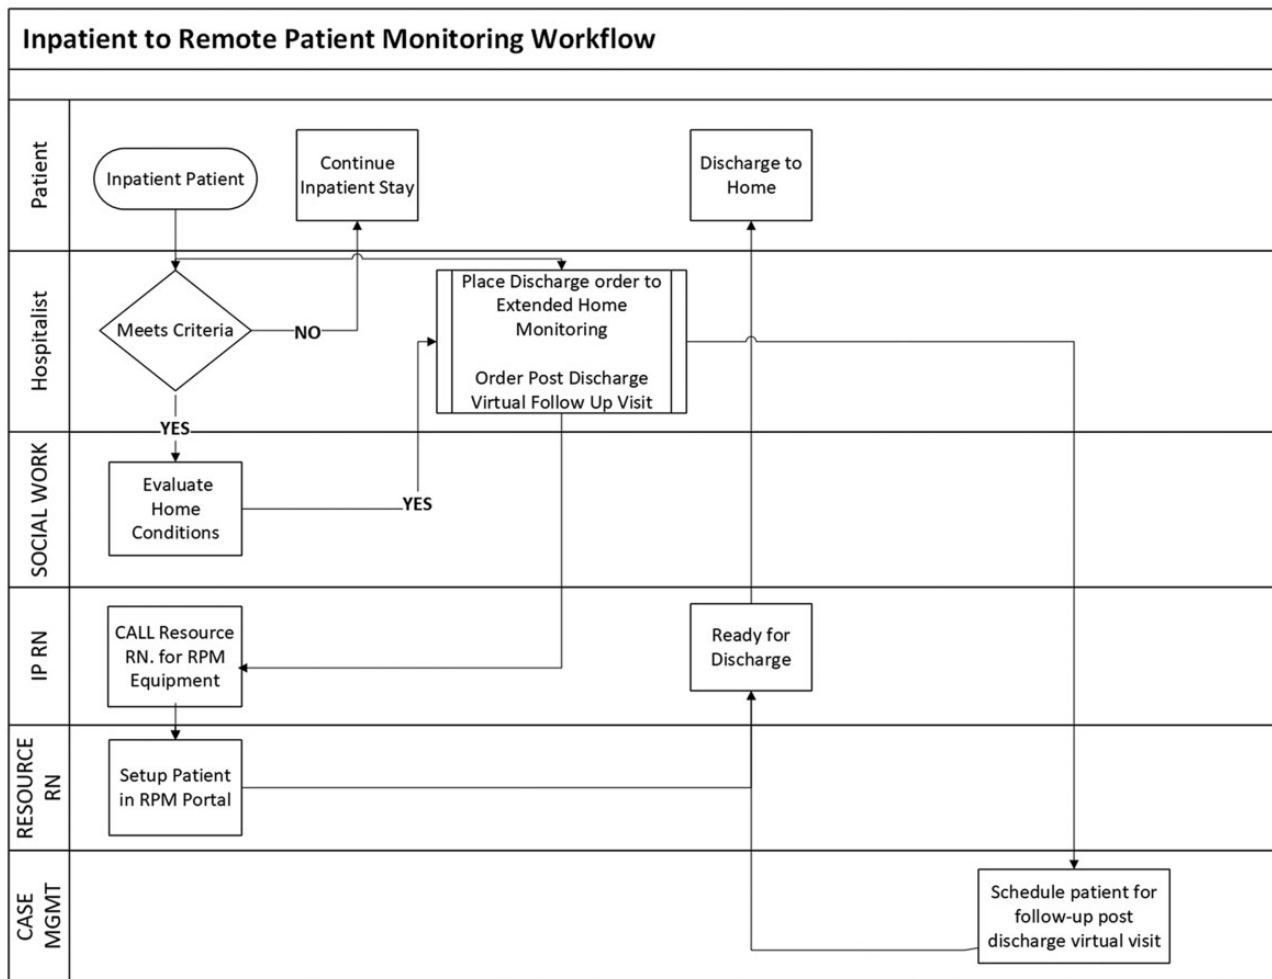 Inpatient to Remote Patient Monitoring Workflow
Patient
Inpatient Patient
Continue
Inpatient Stay
Discharge to
Home
Hospitalist
Meets Criteria
NO
YES
Place Discharge order to
Extended Home
Monitoring
Order Post Discharge
Virtual Follow Up Visit
SOCIAL WORK
Evaluate
Home
Conditions
YES
IP RN
CALL Resource
RN. for RPM
Equipment
Ready for
Discharge
RESOURCE
RN
Setup Patient
in RPM Portal
CASE
MGMT
Schedule patient for
follow-up post
discharge virtual visit